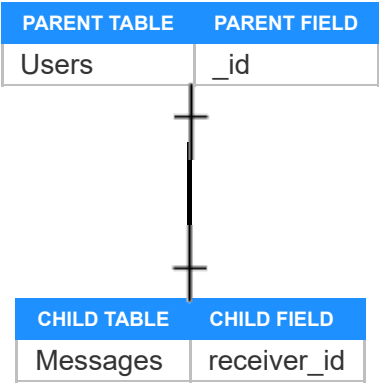 PARENT TABLE PARENT FIELD
Users _id
CHILD TABLE CHILD FIELD
Messages receiver_id